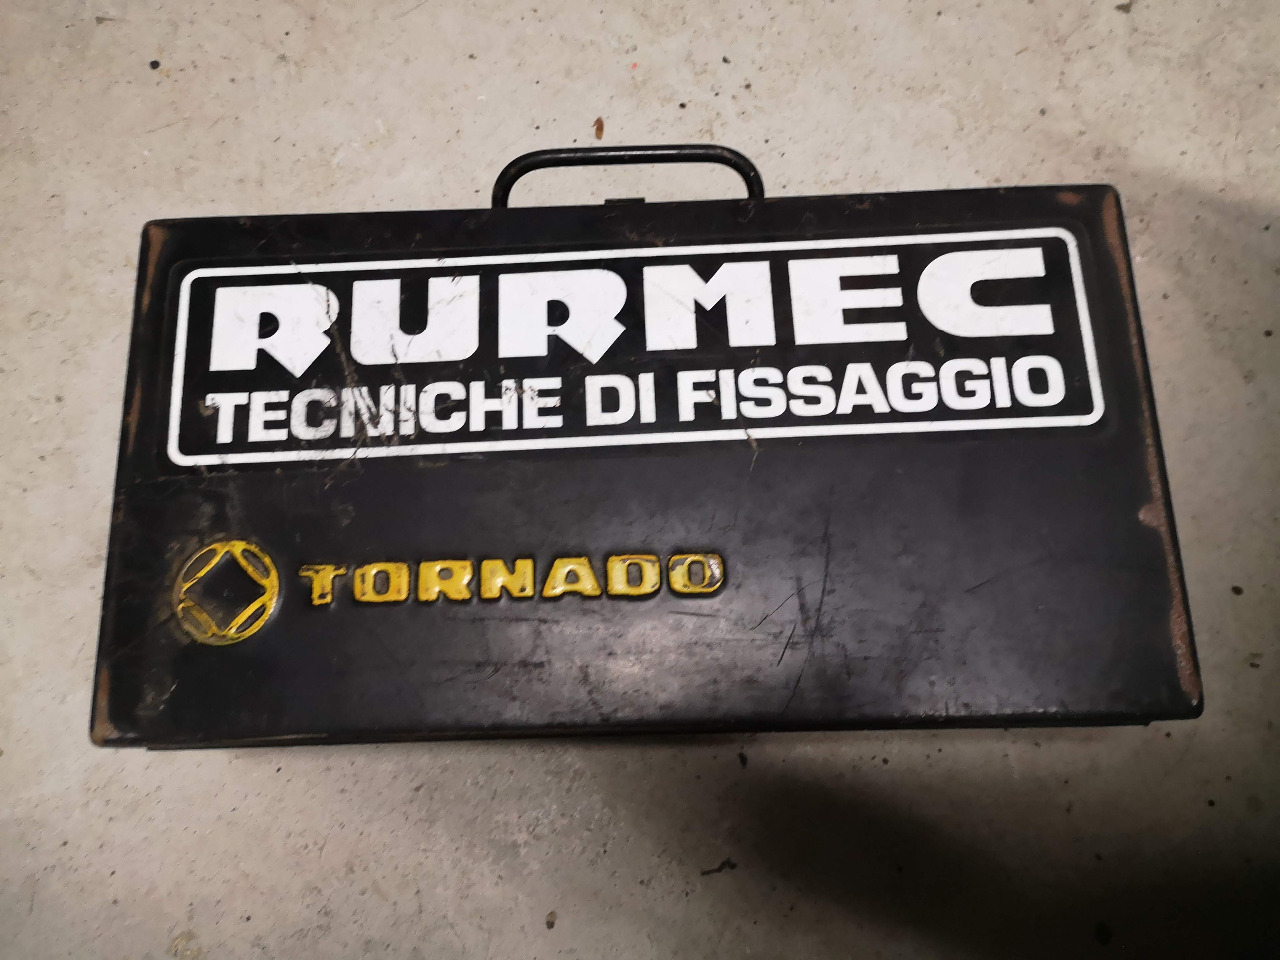 RURMEC
TECNICHE DI FISSAGGIO
TORNADO